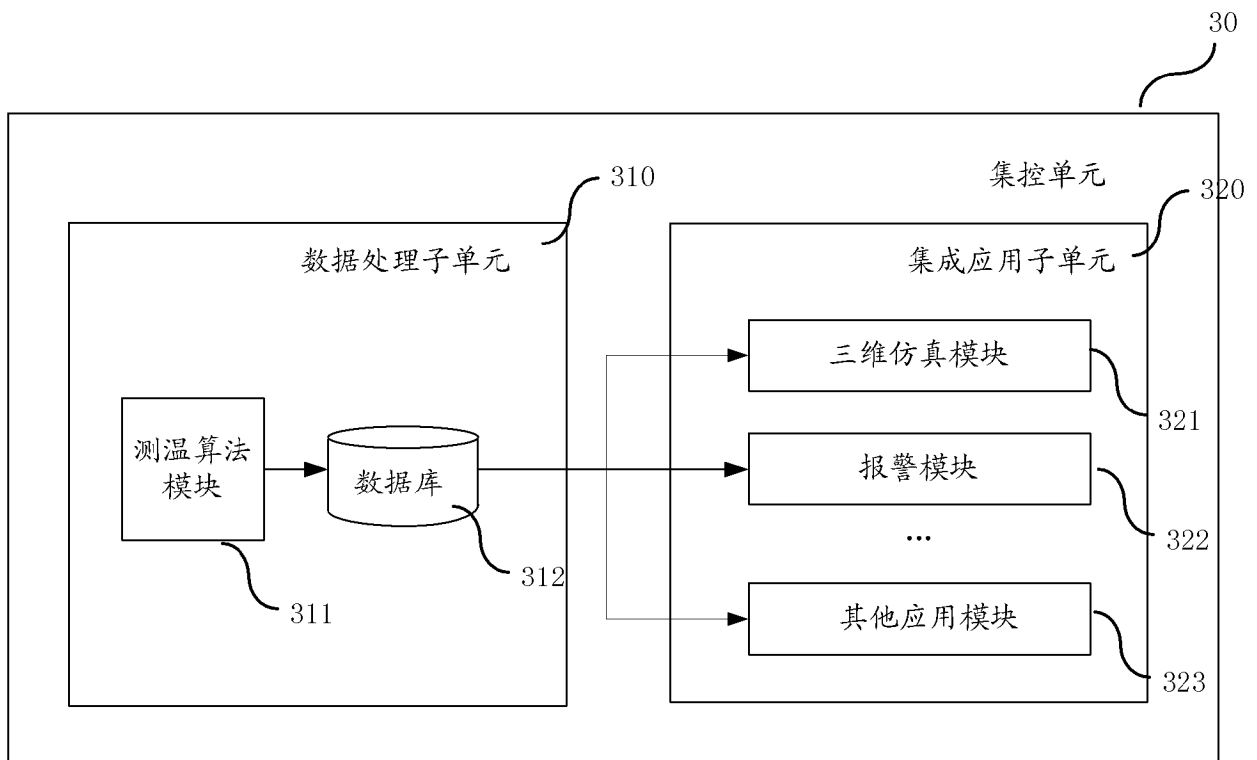 30
集控单元
310
320
数据处理子单元
集成应用子单元
三维仿真模块
321
测温算法
模块
数据库
报警模块
322
...
312
311
其他应用模块
323